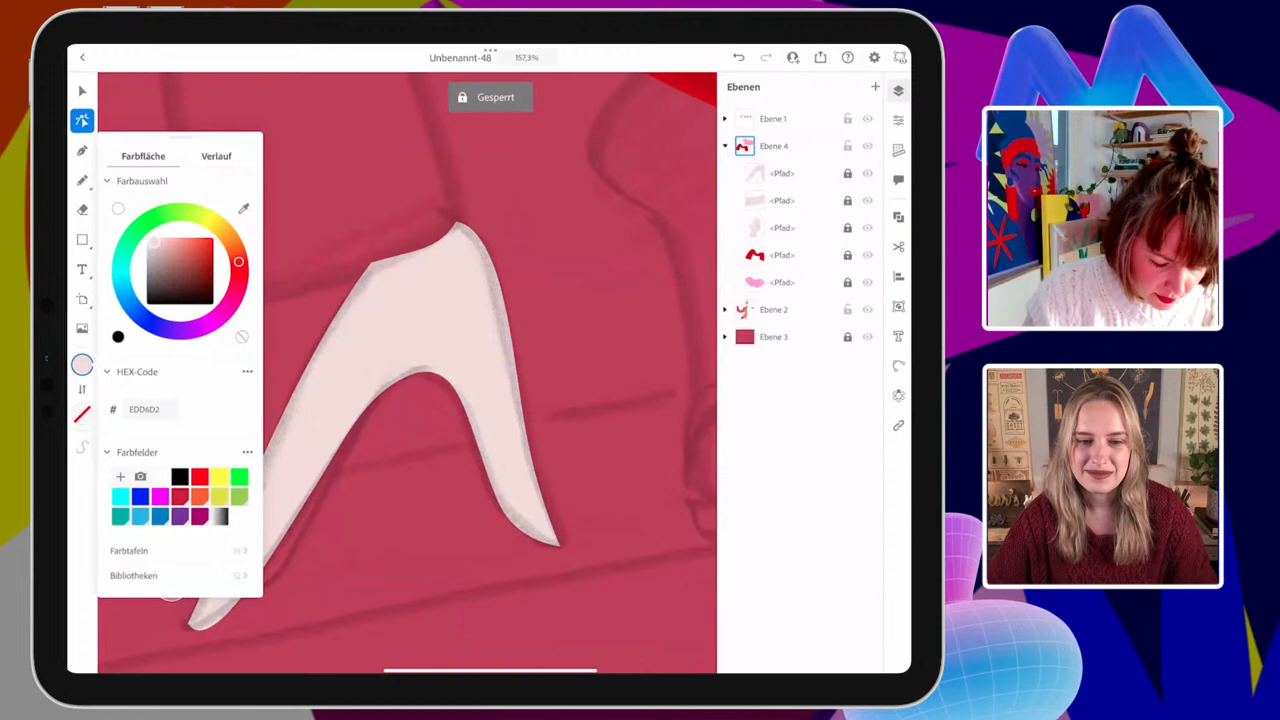 Unbenannt-48
157,3%
Gesperrt
Ebenen
Ebene 1
Ebene 4
<Pfad>
<Pfad>
<Pfad>
<Pfad>
<Pfad>
Ebene 2
Ebene 3
Farbfläche
Verlauf
Farbauswahl
HEX-Code
# EDD6D2
Farbfelder
Farbtafeln
Bibliotheken
12